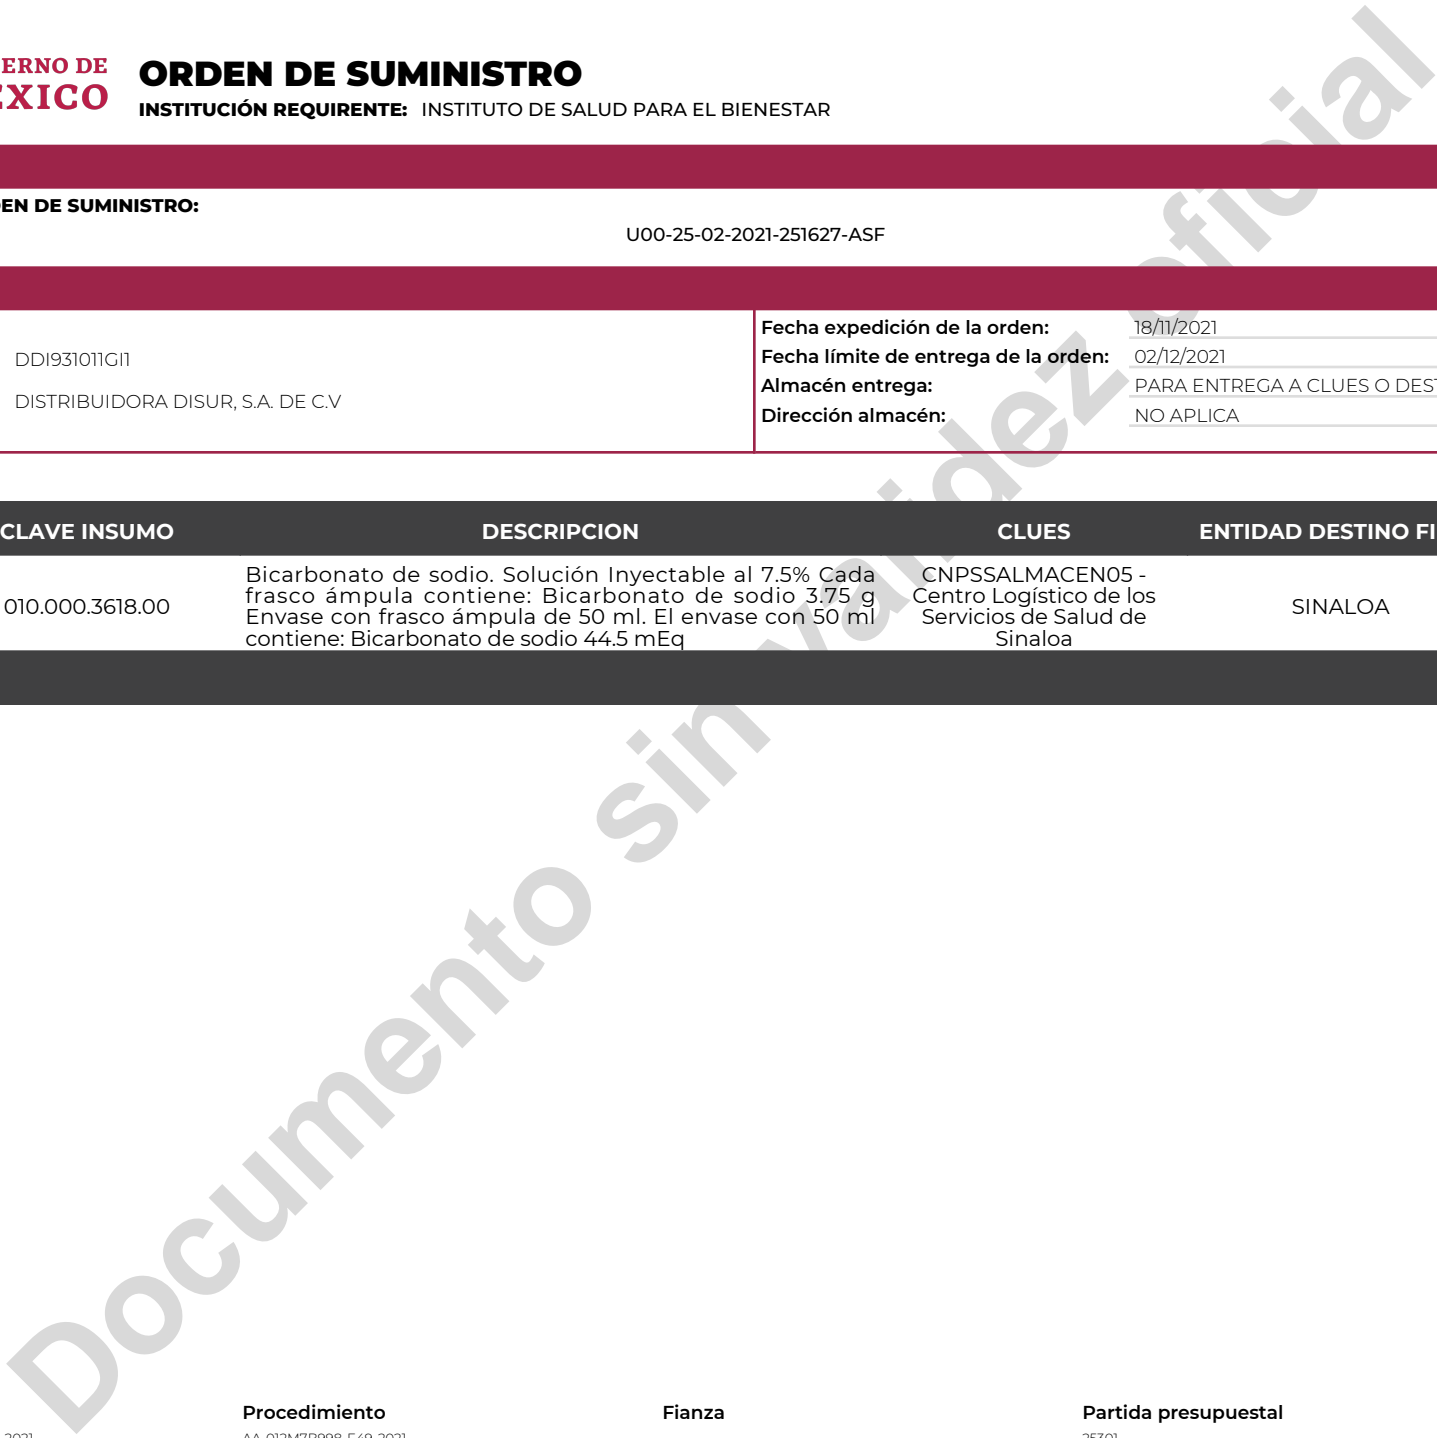 ERNO DE
XICO
ORDEN DE SUMINISTRO
INSTITUCIÓN REQUIRENTE: INSTITUTO DE SALUD PARA EL BIENESTAR
EN DE SUMINISTRO:
U00-25-02-2021-251627-ASF
DDI931011GI1
DISTRIBUIDORA DISUR, S.A. DE C.V
Fecha expedición de la orden: 18/11/2021
Fecha límite de entrega de la orden: 02/12/2021
Almacén entrega: PARA ENTREGA A CLUES O DEST
Dirección almacén: NO APLICA
CLAVE INSUMO DESCRIPCION CLUES ENTIDAD DESTINO FI
010.000.3618.00
Bicarbonato de sodio. Solución Inyectable al 7.5% Cada
frasco ámpula contiene: Bicarbonato de sodio 3.75 g
Envase con frasco ámpula de 50 ml. El envase con 50 ml
contiene: Bicarbonato de sodio 44.5 mEq
CNPSSALMACEN05 -
Centro Logístico de los
Servicios de Salud de
Sinaloa
SINALOA
Documento sin validez oficial
Procedimiento Fianza Partida presupuestal